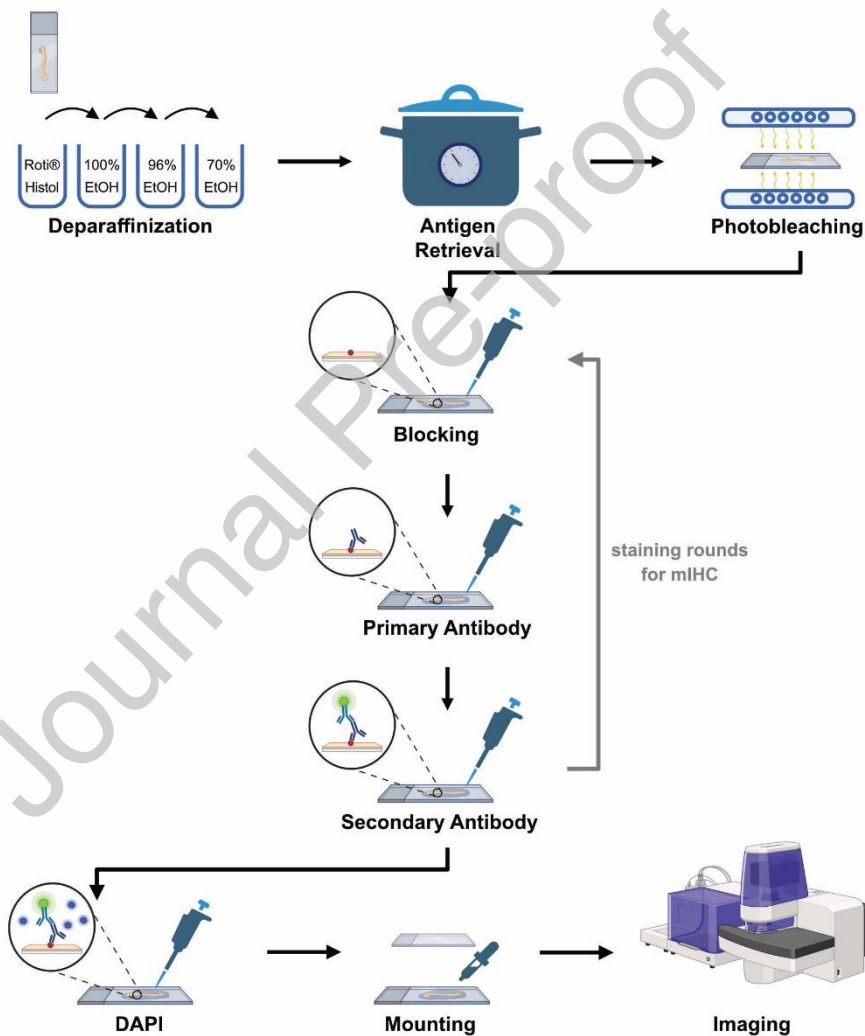 Roti®
Histol
100%
EtOH
96%
EtOH
70%
EtOH
Deparaffinization
Antigen
Retrieval
Photobleaching
Blocking
Primary Antibody
staining rounds
for mIHC
Secondary Antibody
DAPI
Mounting
Imaging
Journal Pre-proof